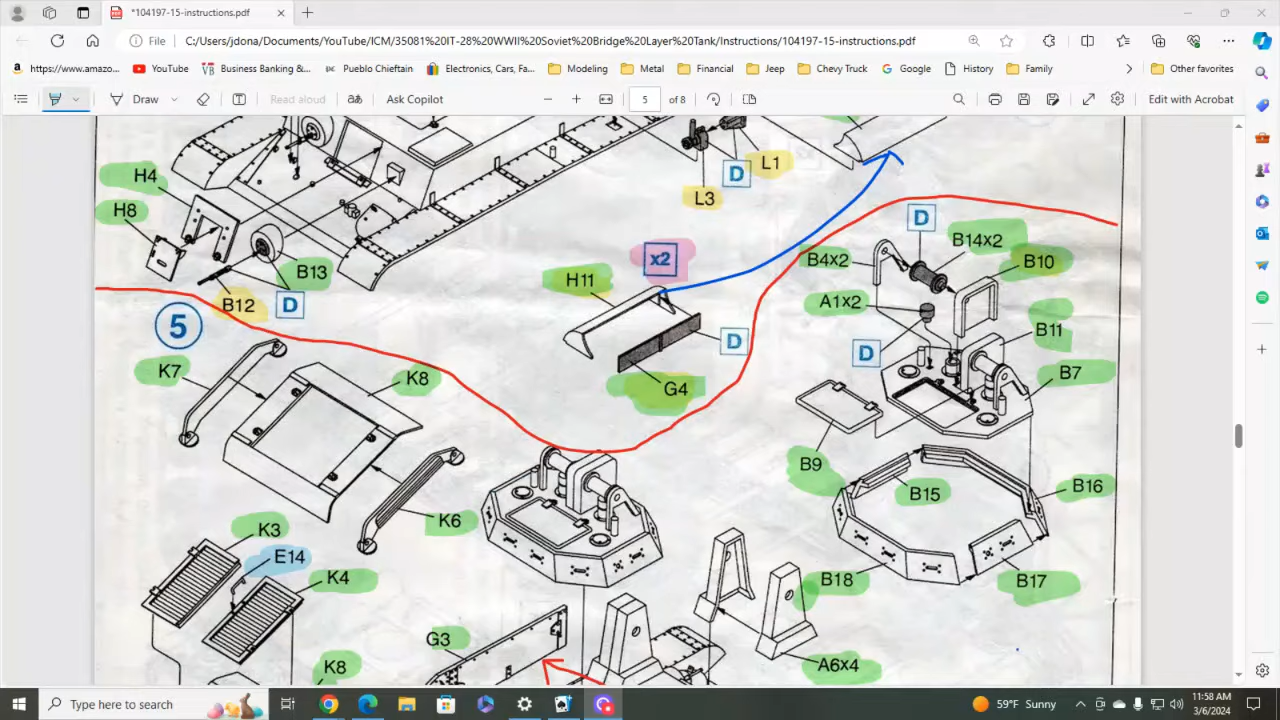 *104197-15-instructions.pdf
File
C:/Users/jdona/Documents/YouTube/ICM/35081%20IT-28%20WWII%20Soviet%20Bridge%20Layer%20Tank/Instructions/104197-15-instructions.pdf
https://www.amazo...
YouTube
Business Banking &...
Pueblo Chieftain
Electronics, Cars, Fa...
Modeling
Metal
Financial
Jeep
Chevy Truck
Google
History
Family
Other favorites
Draw
Read aloud
Ask Copilot
5
of 8
Edit with Acrobat
L1
D
L3
H4
H8
B13
B12
D
x2
H11
D
G4
D
B14x2
B4x2
B10
A1x2
B11
D
B7
B9
B15
B16
B18
B17
5
K7
K8
K6
K3
E14
K4
G3
K8
A6x4
Type here to search
59°F Sunny
11:58 AM
3/6/2024